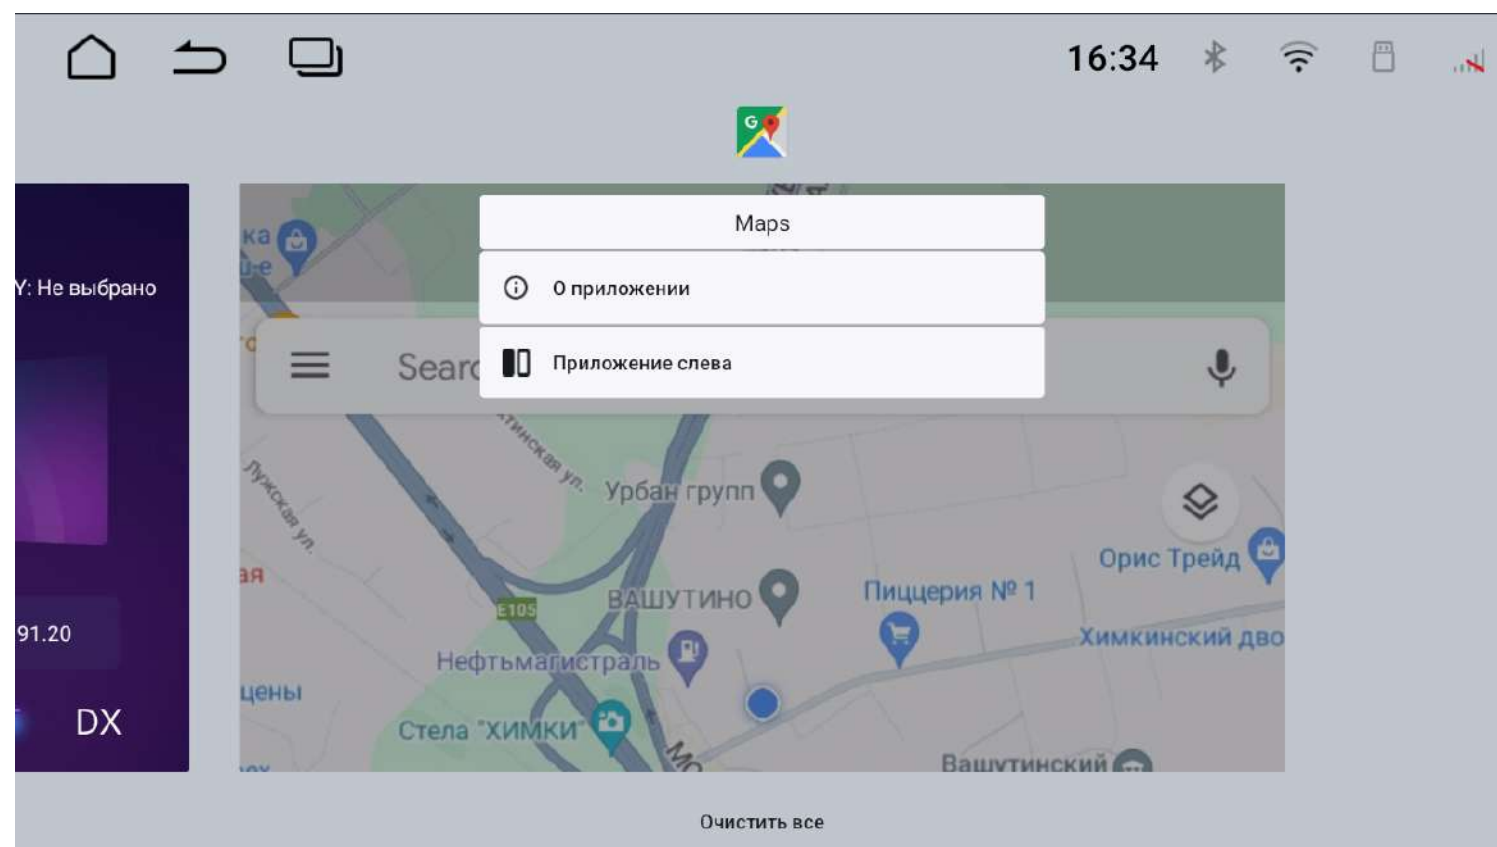 16:34
G
Maps
Y: Не выбрано
О приложении
Sear
Приложение слева
Лужская ул.
Урбан групп
Орис Трейд
ВАШУТИНО
E105
Пиццерия № 1
91.20
Нефтьмагистраль
Химкинский дво
цены
DX
Стела "ХИМКИ"
Вашутинский
Очистить все